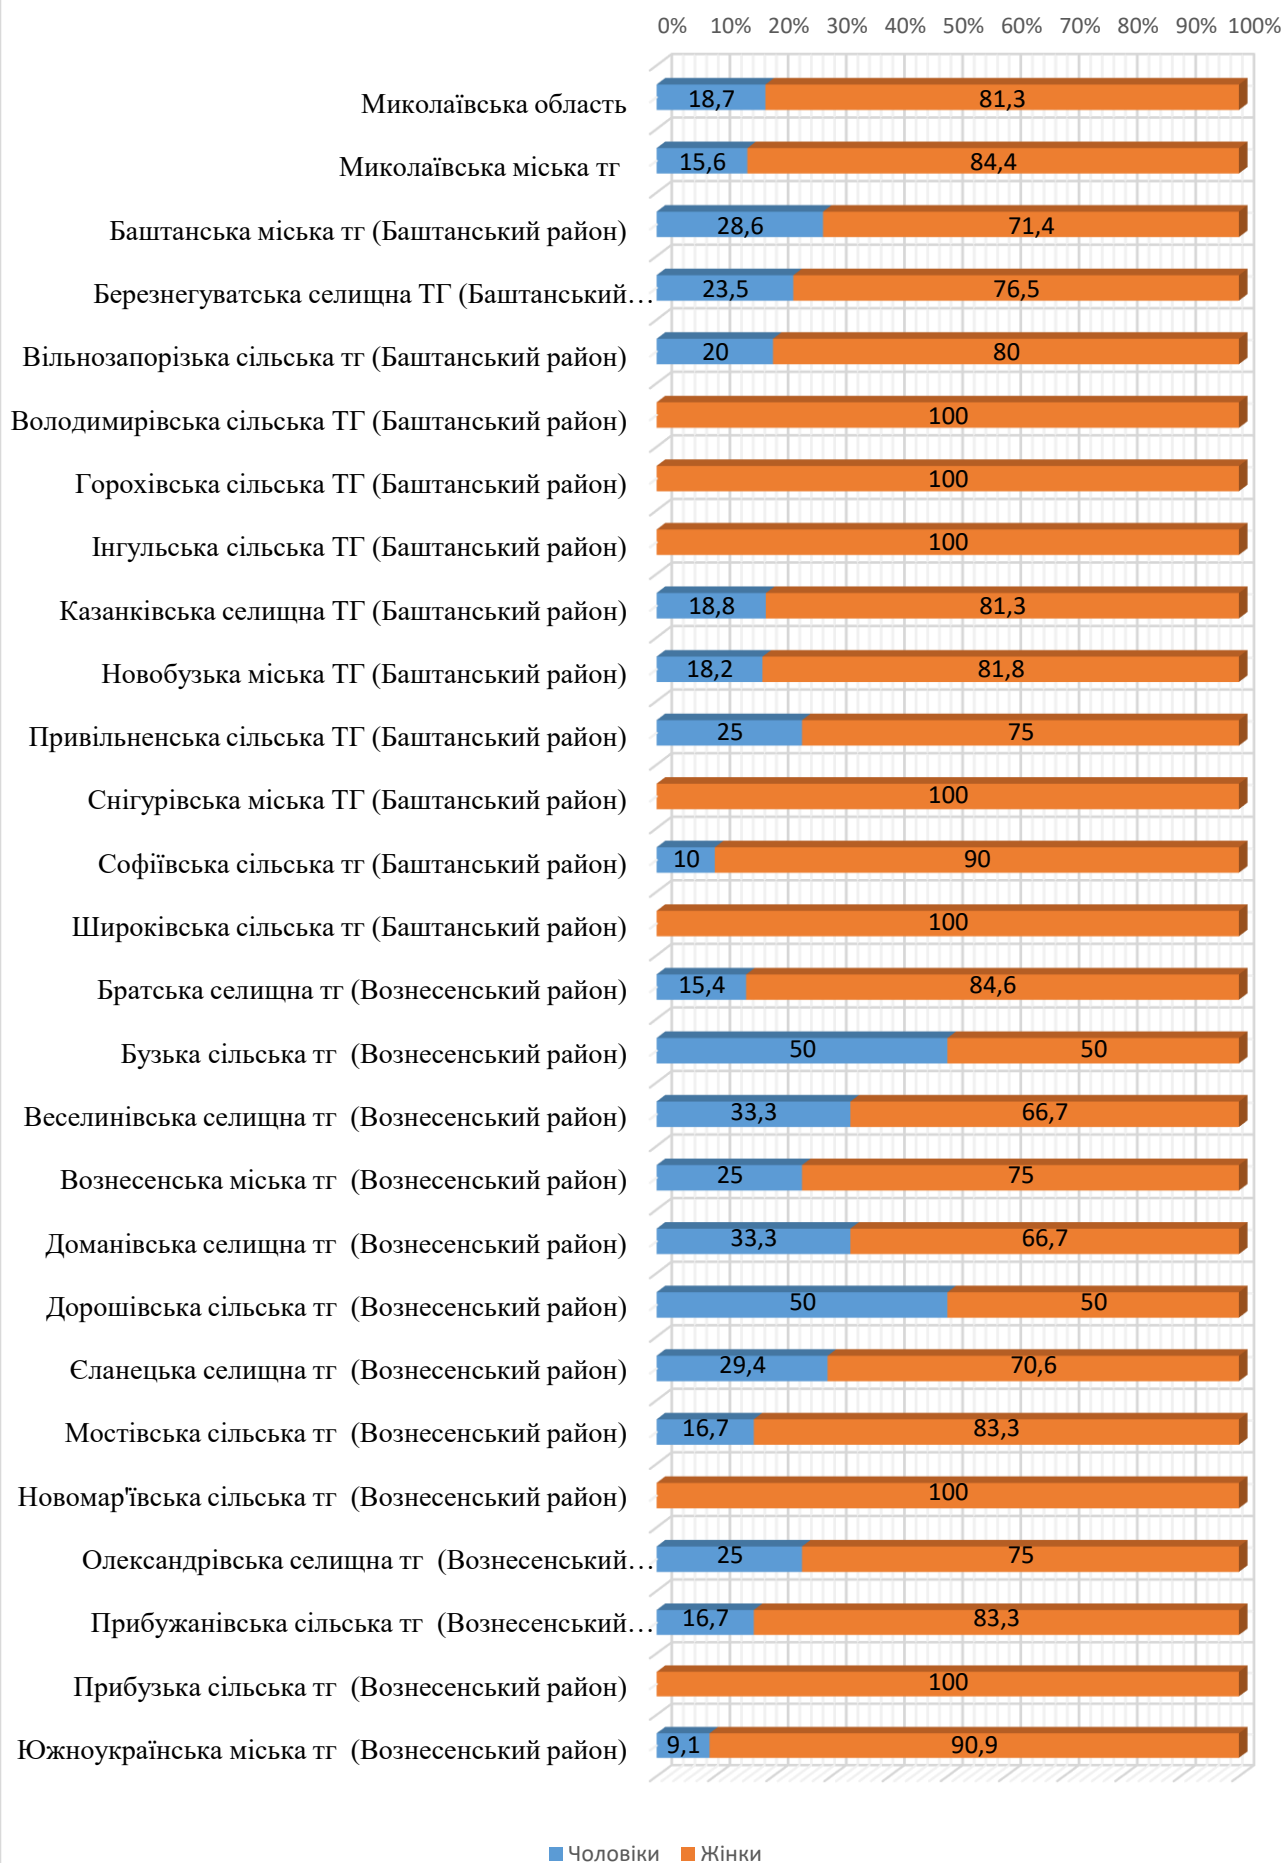 0% 10% 20% 30% 40% 50% 60% 70% 80% 90% 100%
Миколаївська область 18,7 81,3
Миколаївська міська тг 15,6 84,4
Баштанська міська тг (Баштанський район) 28,6 71,4
Березнегуватська селищна ТГ (Баштанський… 23,5 76,5
Вільнозапорізька сільська тг (Баштанський район) 20 80
Володимирівська сільська ТГ (Баштанський район) 100
Горохівська сільська ТГ (Баштанський район) 100
Інгульська сільська ТГ (Баштанський район) 100
Казанківська селищна ТГ (Баштанський район) 18,8 81,3
Новобузька міська ТГ (Баштанський район) 18,2 81,8
Привільненська сільська ТГ (Баштанський район) 25 75
Снігурівська міська ТГ (Баштанський район) 100
Софіївська сільська тг (Баштанський район) 10 90
Широківська сільська тг (Баштанський район) 100
Братська селищна тг (Вознесенський район) 15,4 84,6
Бузька сільська тг (Вознесенський район) 50 50
Веселинівська селищна тг (Вознесенський район) 33,3 66,7
Вознесенська міська тг (Вознесенський район) 25 75
Доманівська селищна тг (Вознесенський район) 33,3 66,7
Дорошівська сільська тг (Вознесенський район) 50 50
Єланецька селищна тг (Вознесенський район) 29,4 70,6
Мостівська сільська тг (Вознесенський район) 16,7 83,3
Новомар'ївська сільська тг (Вознесенський район) 100
Олександрівська селищна тг (Вознесенський… 25 75
Прибужанівська сільська тг (Вознесенський… 16,7 83,3
Прибузька сільська тг (Вознесенський район) 100
Южноукраїнська міська тг (Вознесенський район) 9,1 90,9
Чоловіки Жінки